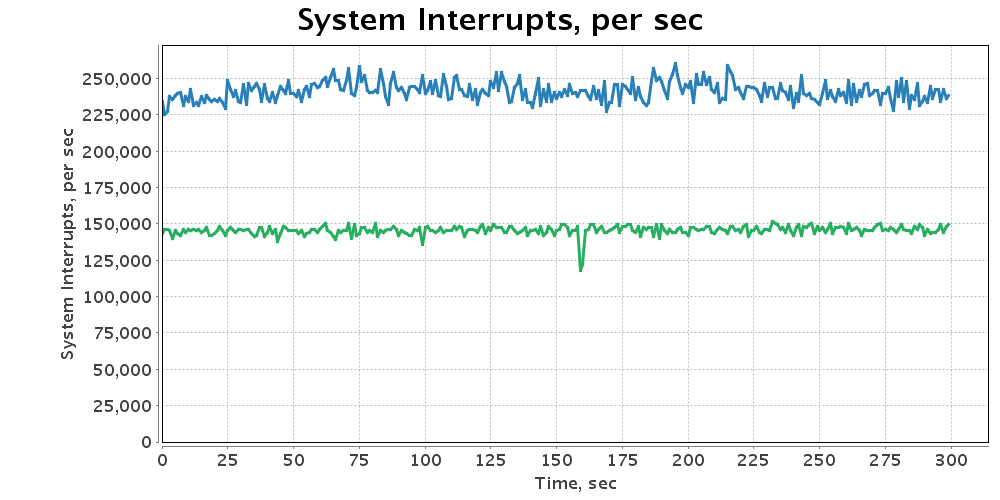 System Interrupts, per sec
System Interrupts, per sec
250,000
225,000
200,000
175,000
150,000
125,000
100,000
75,000
50,000
25,000
0
0 25 50 75 100 125 150 175 200 225 250 275 300
Time, sec